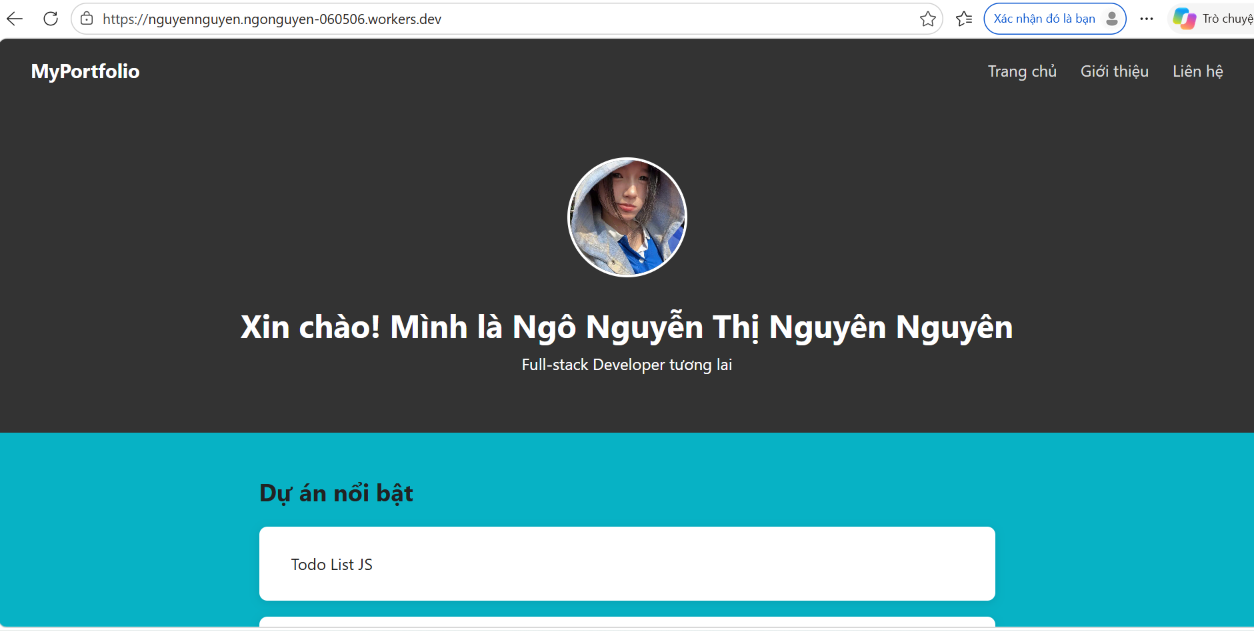 https://nguyennguyen.ngonguyen-060506.workers.dev
Xác nhận đó là bạn
Trò chuyệ
MyPortfolio
Trang chủ
Giới thiệu
Liên hệ
Xin chào! Mình là Ngô Nguyễn Thị Nguyên Nguyên
Full-stack Developer tương lai
Dự án nổi bật
Todo List JS